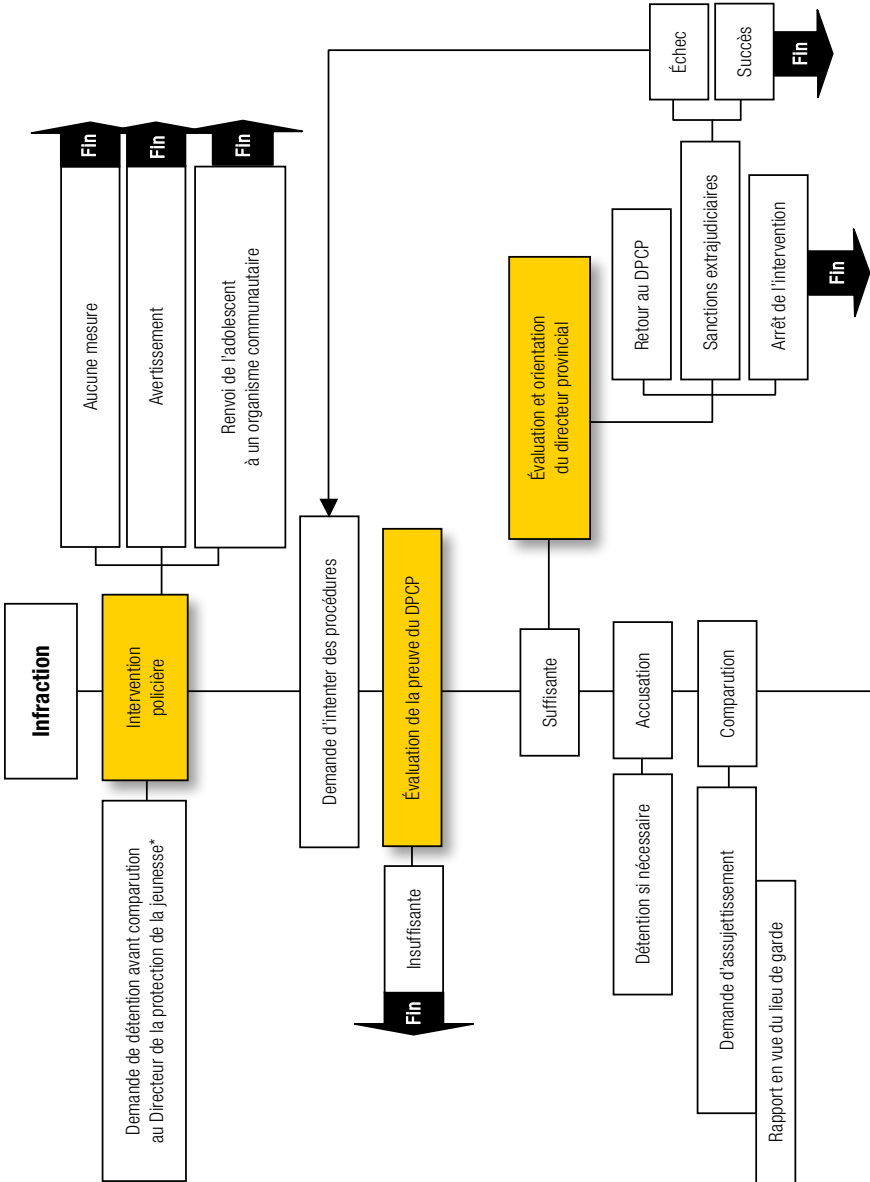 Infraction
Intervention
policière
Aucune mesure
Fin
Avertissement
Fin
Renvoi de l'adolescent
à un organisme communautaire
Fin
Demande de détention avant comparution
au Directeur de la protection de la jeunesse*
Demande d'intenter des procédures
Évaluation de la preuve du DPCP
Insuffisante
Fin
Suffisante
Évaluation et orientation
du directeur provincial
Retour au DPCP
Sanctions extrajudiciaires
Échec
Succès
Fin
Arrêt de l'intervention
Fin
Accusation
Détention si nécessaire
Comparution
Demande d'assujettissement
Rapport en vue du lieu de garde